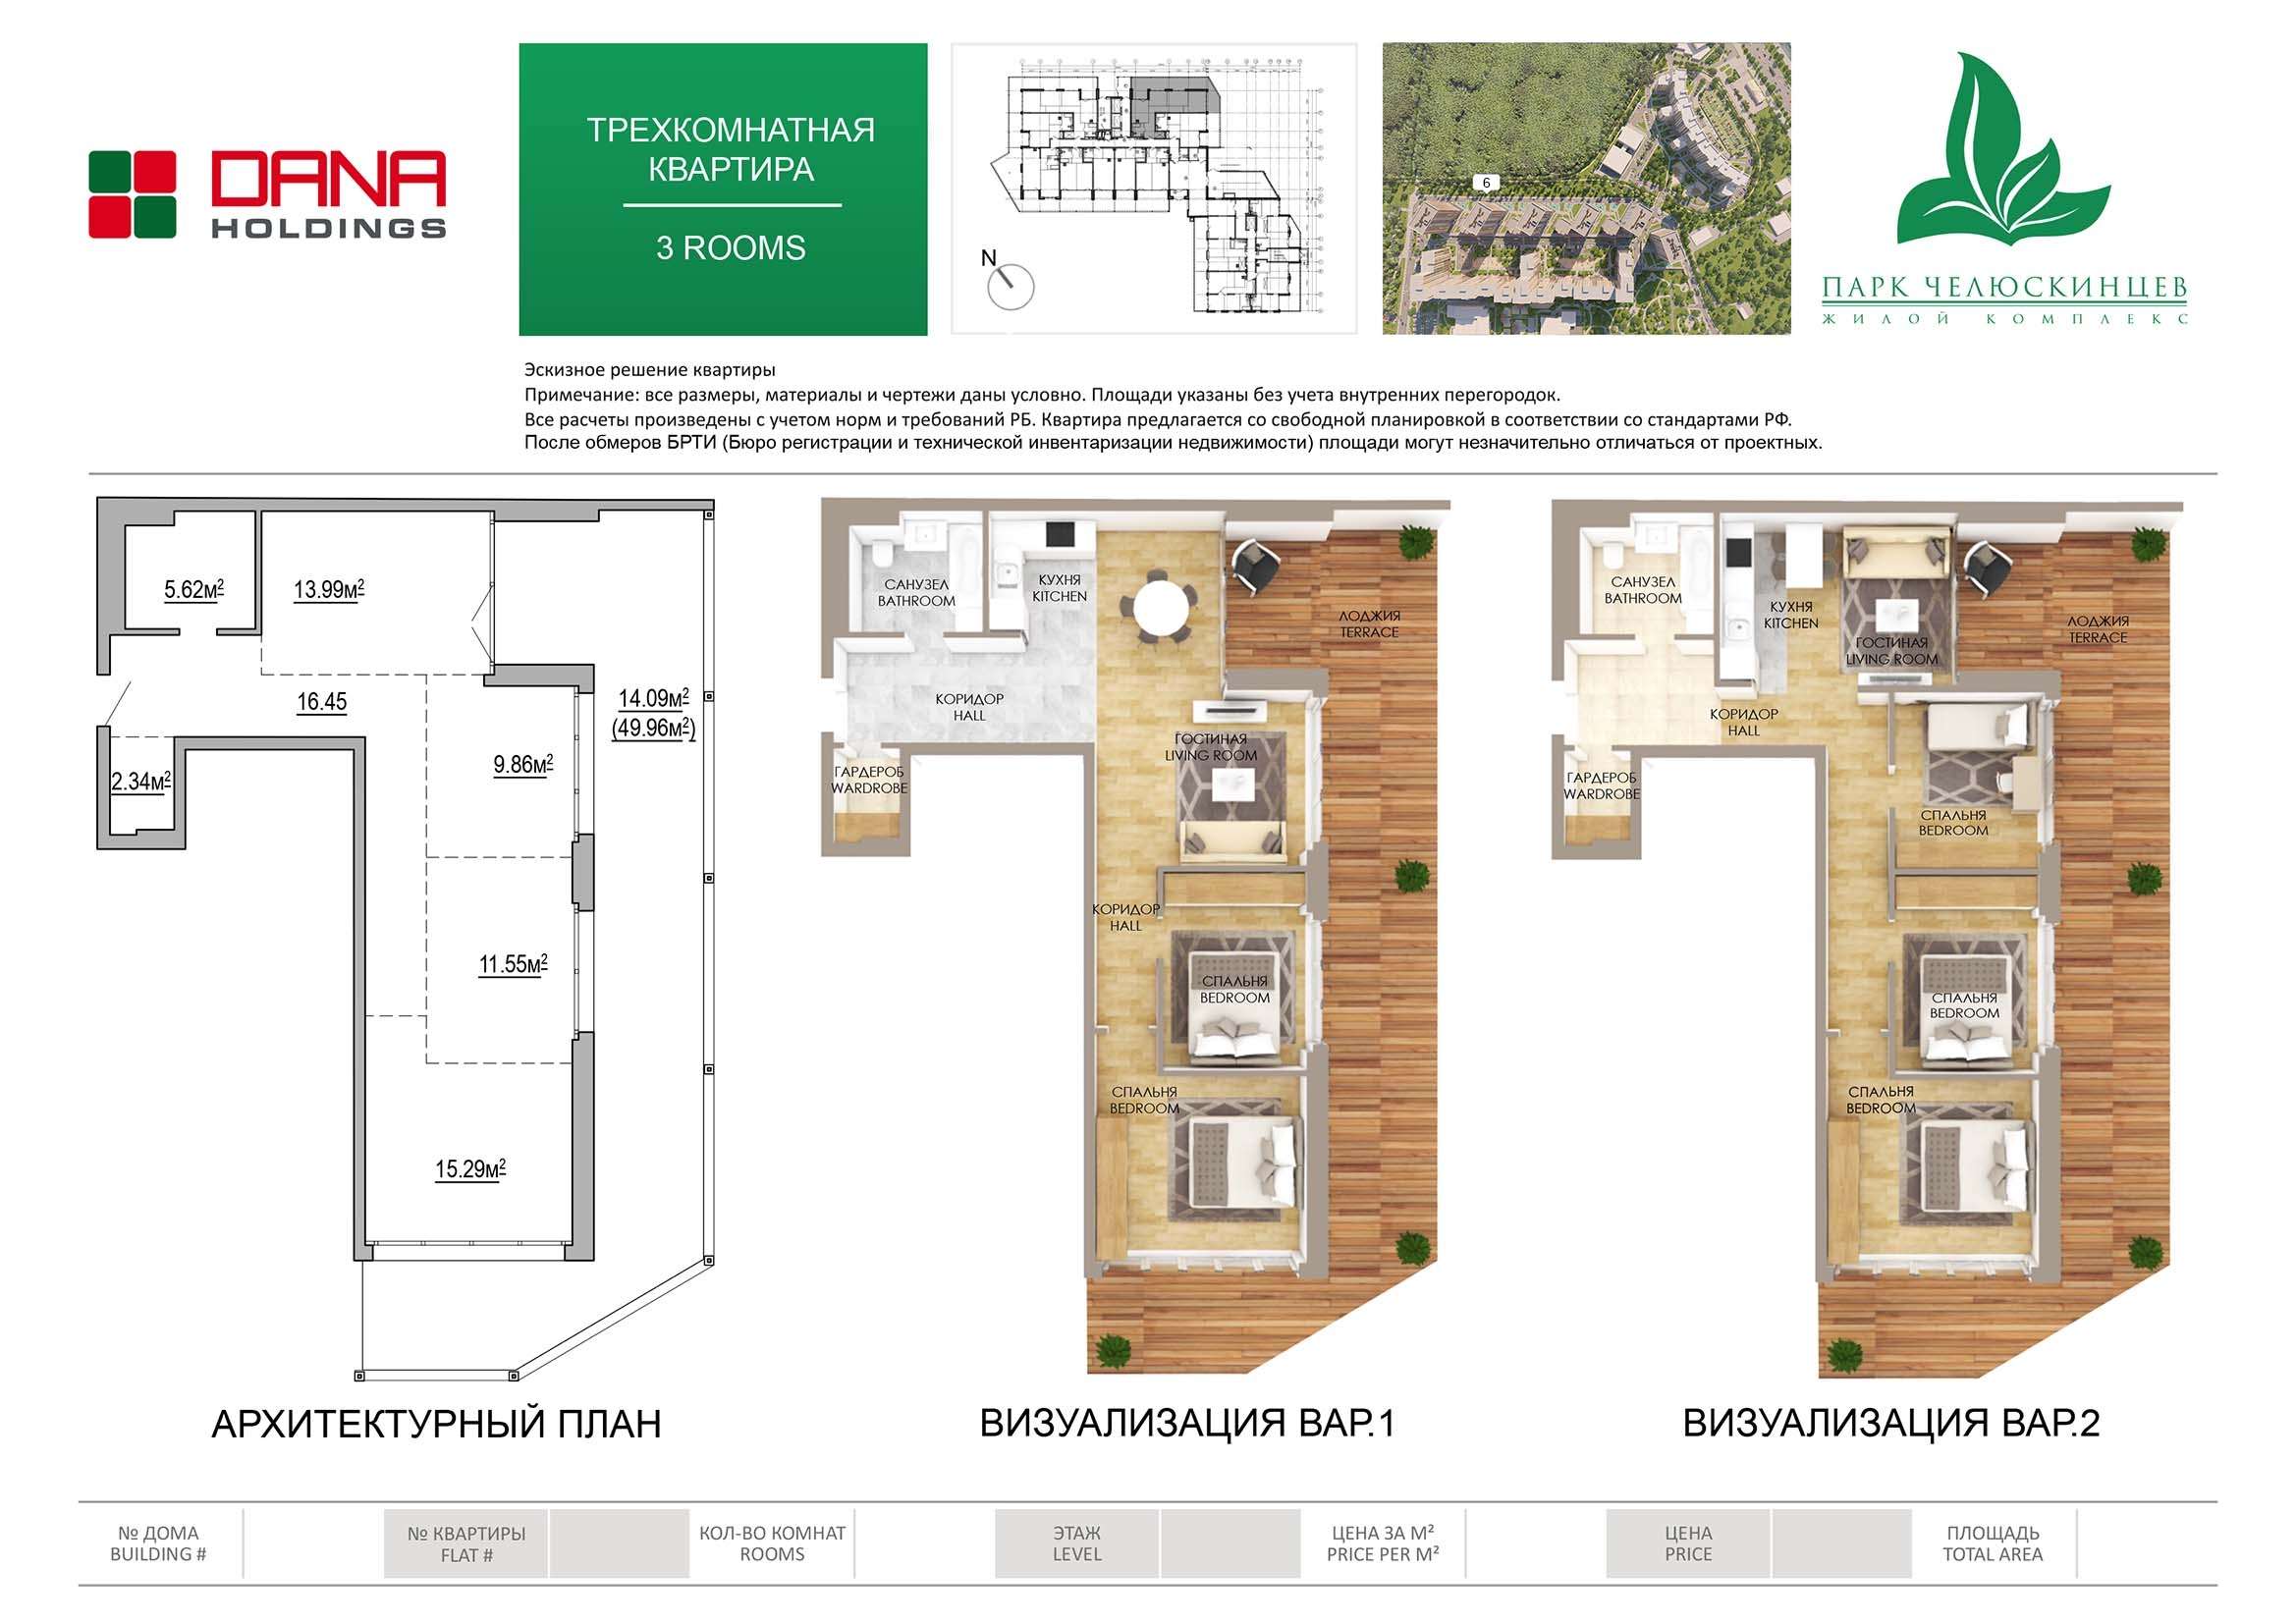 DANA
HOLDINGS
ТРЕХКОМНАТНАЯ
КВАРТИРА
3 ROOMS
N
6
ПАРК ЧЕЛЮСКИНЦЕВ
ЖИЛОЙ КОМПЛЕКС
Эскизное решение квартиры
Примечание: все размеры, материалы и чертежи даны условно. Площади указаны без учета внутренних перегородок.
Все расчеты произведены с учетом норм и требований РБ. Квартира предлагается со свободной планировкой в соответствии со стандартами РФ.
После обмеров БРТИ (Бюро регистрации и технической инвентаризации недвижимости) площади могут незначительно отличаться от проектных.
5.62м²
13.99м²
16.45
14.09м²
(49.96м²)
9.86м²
2.34м²
11.55м²
15.29м²
АРХИТЕКТУРНЫЙ ПЛАН
САНУЗЕЛ
BATHROOM
КУХНЯ
KITCHEN
ЛОДЖИЯ
TERRACE
КОРИДОР
HALL
ГОСТИНАЯ
LIVING ROOM
ГАРДЕРОБ
WARDROBE
КОРИДОР
HALL
СПАЛЬНЯ
BEDROOM
СПАЛЬНЯ
BEDROOM
ВИЗУАЛИЗАЦИЯ ВАР.1
САНУЗЕЛ
BATHROOM
КУХНЯ
KITCHEN
ЛОДЖИЯ
TERRACE
ГОСТИНАЯ
LIVING ROOM
КОРИДОР
HALL
ГАРДЕРОБ
WARDROBE
СПАЛЬНЯ
BEDROOM
СПАЛЬНЯ
BEDROOM
СПАЛЬНЯ
BEDROOM
ВИЗУАЛИЗАЦИЯ ВАР.2
№ ДОМА
BUILDING #
№ КВАРТИРЫ
FLAT #
КОЛ-ВО КОМНАТ
ROOMS
ЭТАЖ
LEVEL
ЦЕНА ЗА М²
PRICE PER M²
ЦЕНА
PRICE
ПЛОЩАДЬ
TOTAL AREA